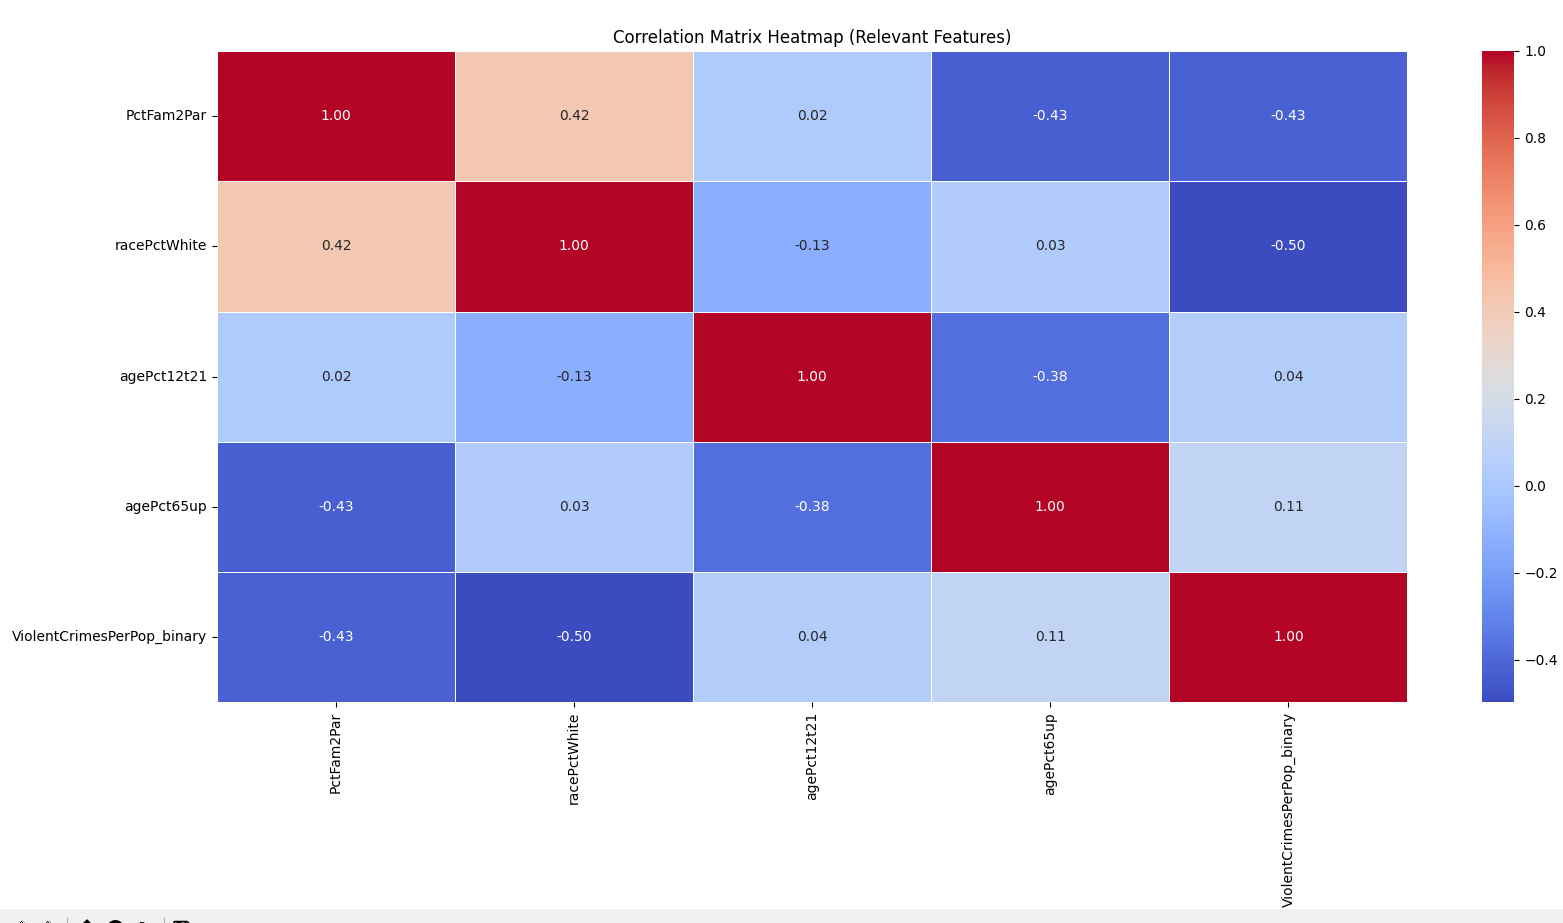 Correlation Matrix Heatmap (Relevant Features)
PctFam2Par
1.00 0.42 0.02 -0.43 -0.43
racePctWhite
0.42 1.00 -0.13 0.03 -0.50
agePct12t21
0.02 -0.13 1.00 -0.38 0.04
agePct65up
-0.43 0.03 -0.38 1.00 0.11
ViolentCrimesPerPop_binary
-0.43 -0.50 0.04 0.11 1.00
PctFam2Par
racePctWhite
agePct12t21
agePct65up
ViolentCrimesPerPop_binary
1.0
0.8
0.6
0.4
0.2
0.0
−0.2
−0.4